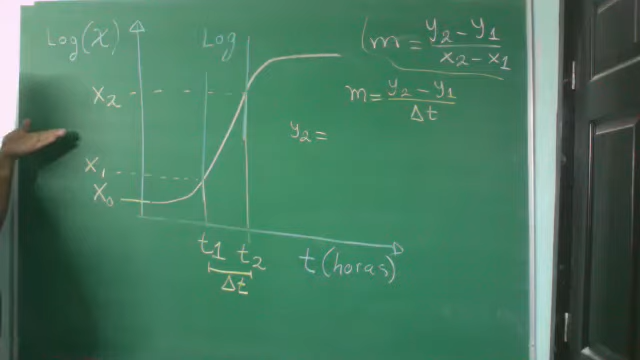 Log(X)
Log
(m = y₂ - y₁ / x₂ - x₁
m = y₂ - y₁ / Δt
X₂
y₂ =
X₁
X₀
t₁ t₂
t (horas)
Δt